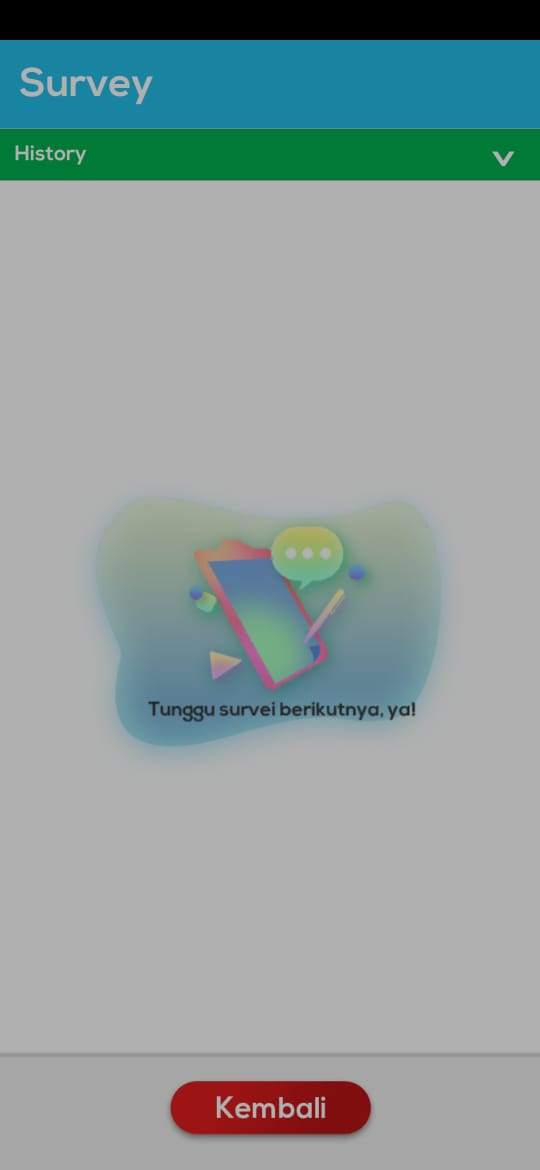 Survey
History
Tunggu survei berikutnya, ya!
Kembali